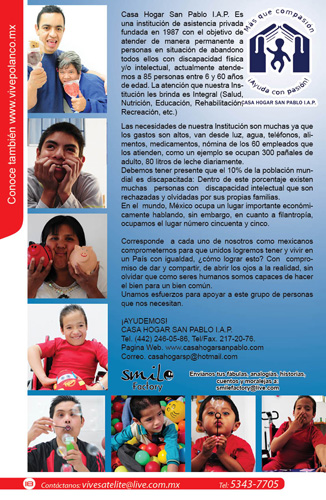 Conoce también www.vivepolanco.mx
Casa Hogar San Pablo I.A.P. Es
una institución de asistencia privada
fundada en 1987 con el objetivo de
atender de manera permanente a
personas en situación de abandono
todos ellos con discapacidad física
y/o intelectual, actualmente atende-
mos a 85 personas entre 6 y 60 años
de edad. La atención que nuestra Ins-
titución les brinda es Integral (Salud,
Nutrición, Educación, Rehabilitación
Recreación, etc.)
Más que compasión
¡Ayuda con pasión!
CASA HOGAR SAN PABLO I.A.P.
Las necesidades de nuestra Institución son muchas ya que
los gastos son altos, van desde luz, agua, teléfonos, ali-
mentos, medicamentos, nómina de los 60 empleados que
los atienden, como un ejemplo se ocupan 300 pañales de
adulto, 80 litros de leche diariamente.
Debemos tener presente que el 10% de la población mun-
dial es discapacitada; Dentro de este porcentaje existen
muchas personas con discapacidad intelectual que son
rechazadas y olvidadas por sus propias familias.
En el mundo, México ocupa un lugar importante económi-
camente hablando, sin embargo, en cuanto a filantropía,
ocupamos el lugar número cincuenta y cinco.
Corresponde a cada uno de nosotros como mexicanos
comprometernos para que unidos logremos tener y vivir en
un País con igualdad, ¿cómo lograr esto? Con compro-
miso de dar y compartir, de abrir los ojos a la realidad, sin
olvidar que como seres humanos somos capaces de hacer
el bien para un bien común.
Unamos esfuerzos para apoyar a este grupo de personas
que nos necesitan.
¡AYUDEMOS!
CASA HOGAR SAN PABLO I.A.P.
Tel. (442) 246-05-86, Tel/Fax. 217-20-76.
Pagina Web. www.casahogarsanpablo.com
Correo. casahogarsp@hotmail.com
Smile
Factory
Envíanos tus fábulas, analogías, historias,
cuentos y moralejas a:
smilefactory@live.com
18 Contáctanos: vivesatelite@live.com.mx Tel: 5343-7705